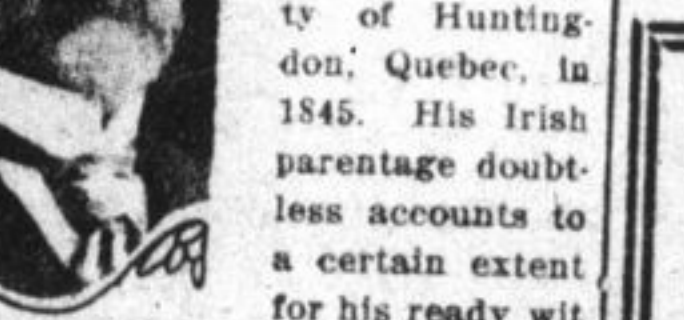 ty of Hunting-
don, Quebec, in
1845. His Irish
parentage doubt-
less accounts to
a certain extent
for his ready wit